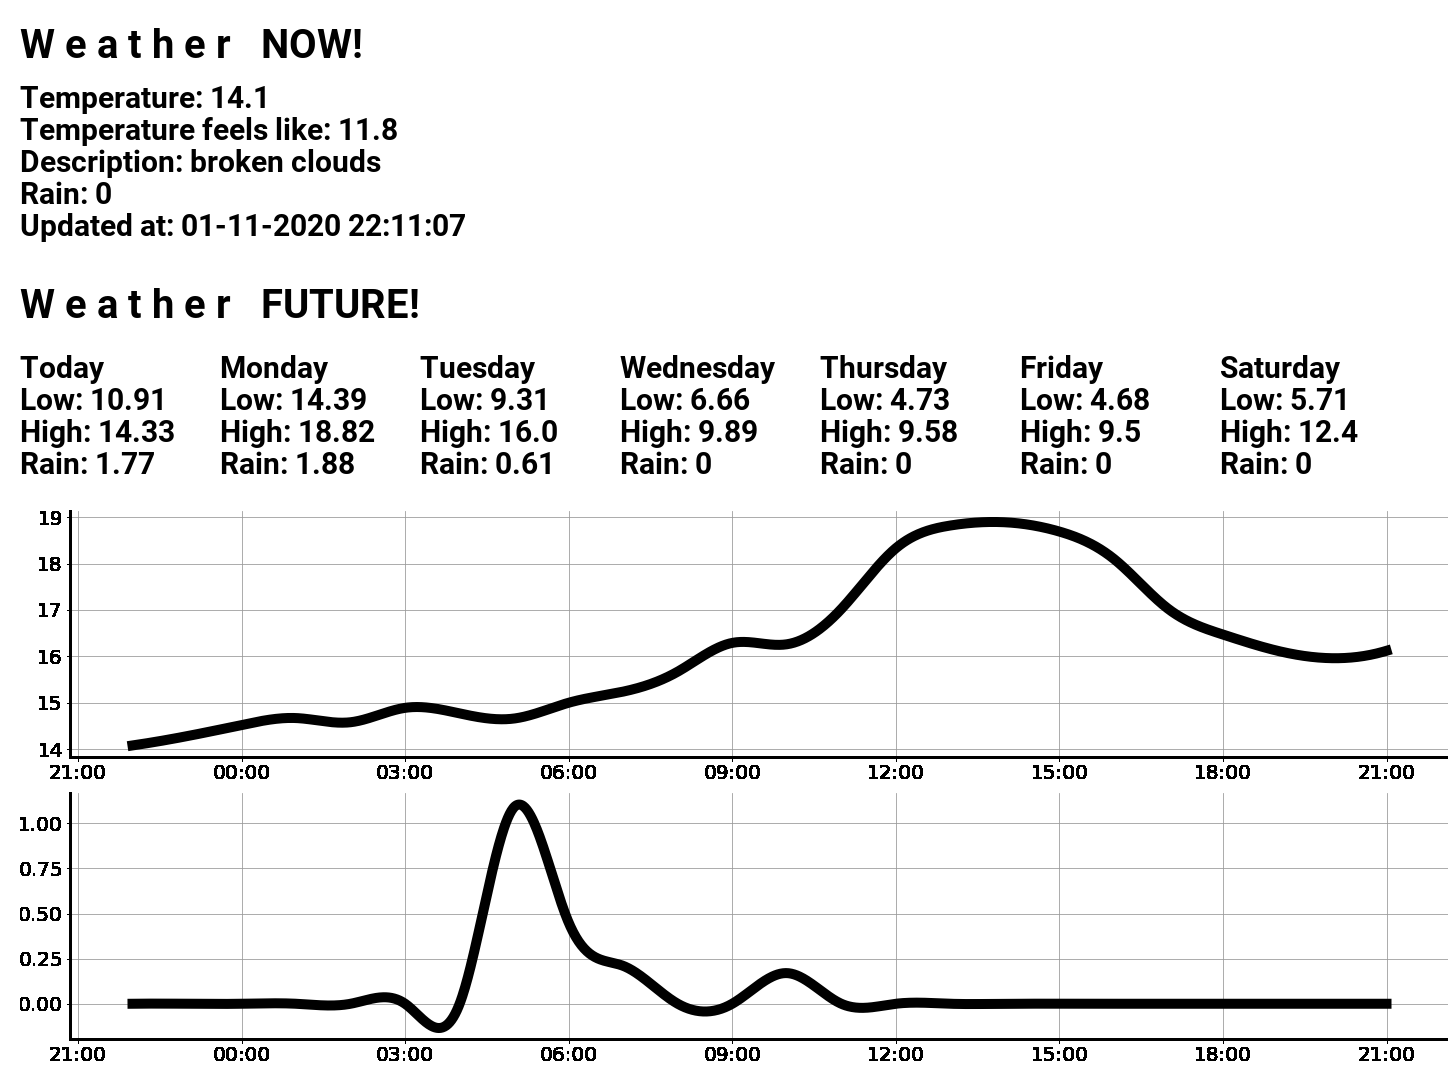 Weather NOW!
Temperature: 14.1
Temperature feels like: 11.8
Description: broken clouds
Rain: 0
Updated at: 01-11-2020 22:11:07
Weather FUTURE!
Today
Low: 10.91
High: 14.33
Rain: 1.77
Monday
Low: 14.39
High: 18.82
Rain: 1.88
Tuesday
Low: 9.31
High: 16.0
Rain: 0.61
Wednesday
Low: 6.66
High: 9.89
Rain: 0
Thursday
Low: 4.73
High: 9.58
Rain: 0
Friday
Low: 4.68
High: 9.5
Rain: 0
Saturday
Low: 5.71
High: 12.4
Rain: 0
19
18
17
16
15
14
21:00 00:00 03:00 06:00 09:00 12:00 15:00 18:00 21:00
1.00
0.75
0.50
0.25
0.00
21:00 00:00 03:00 06:00 09:00 12:00 15:00 18:00 21:00